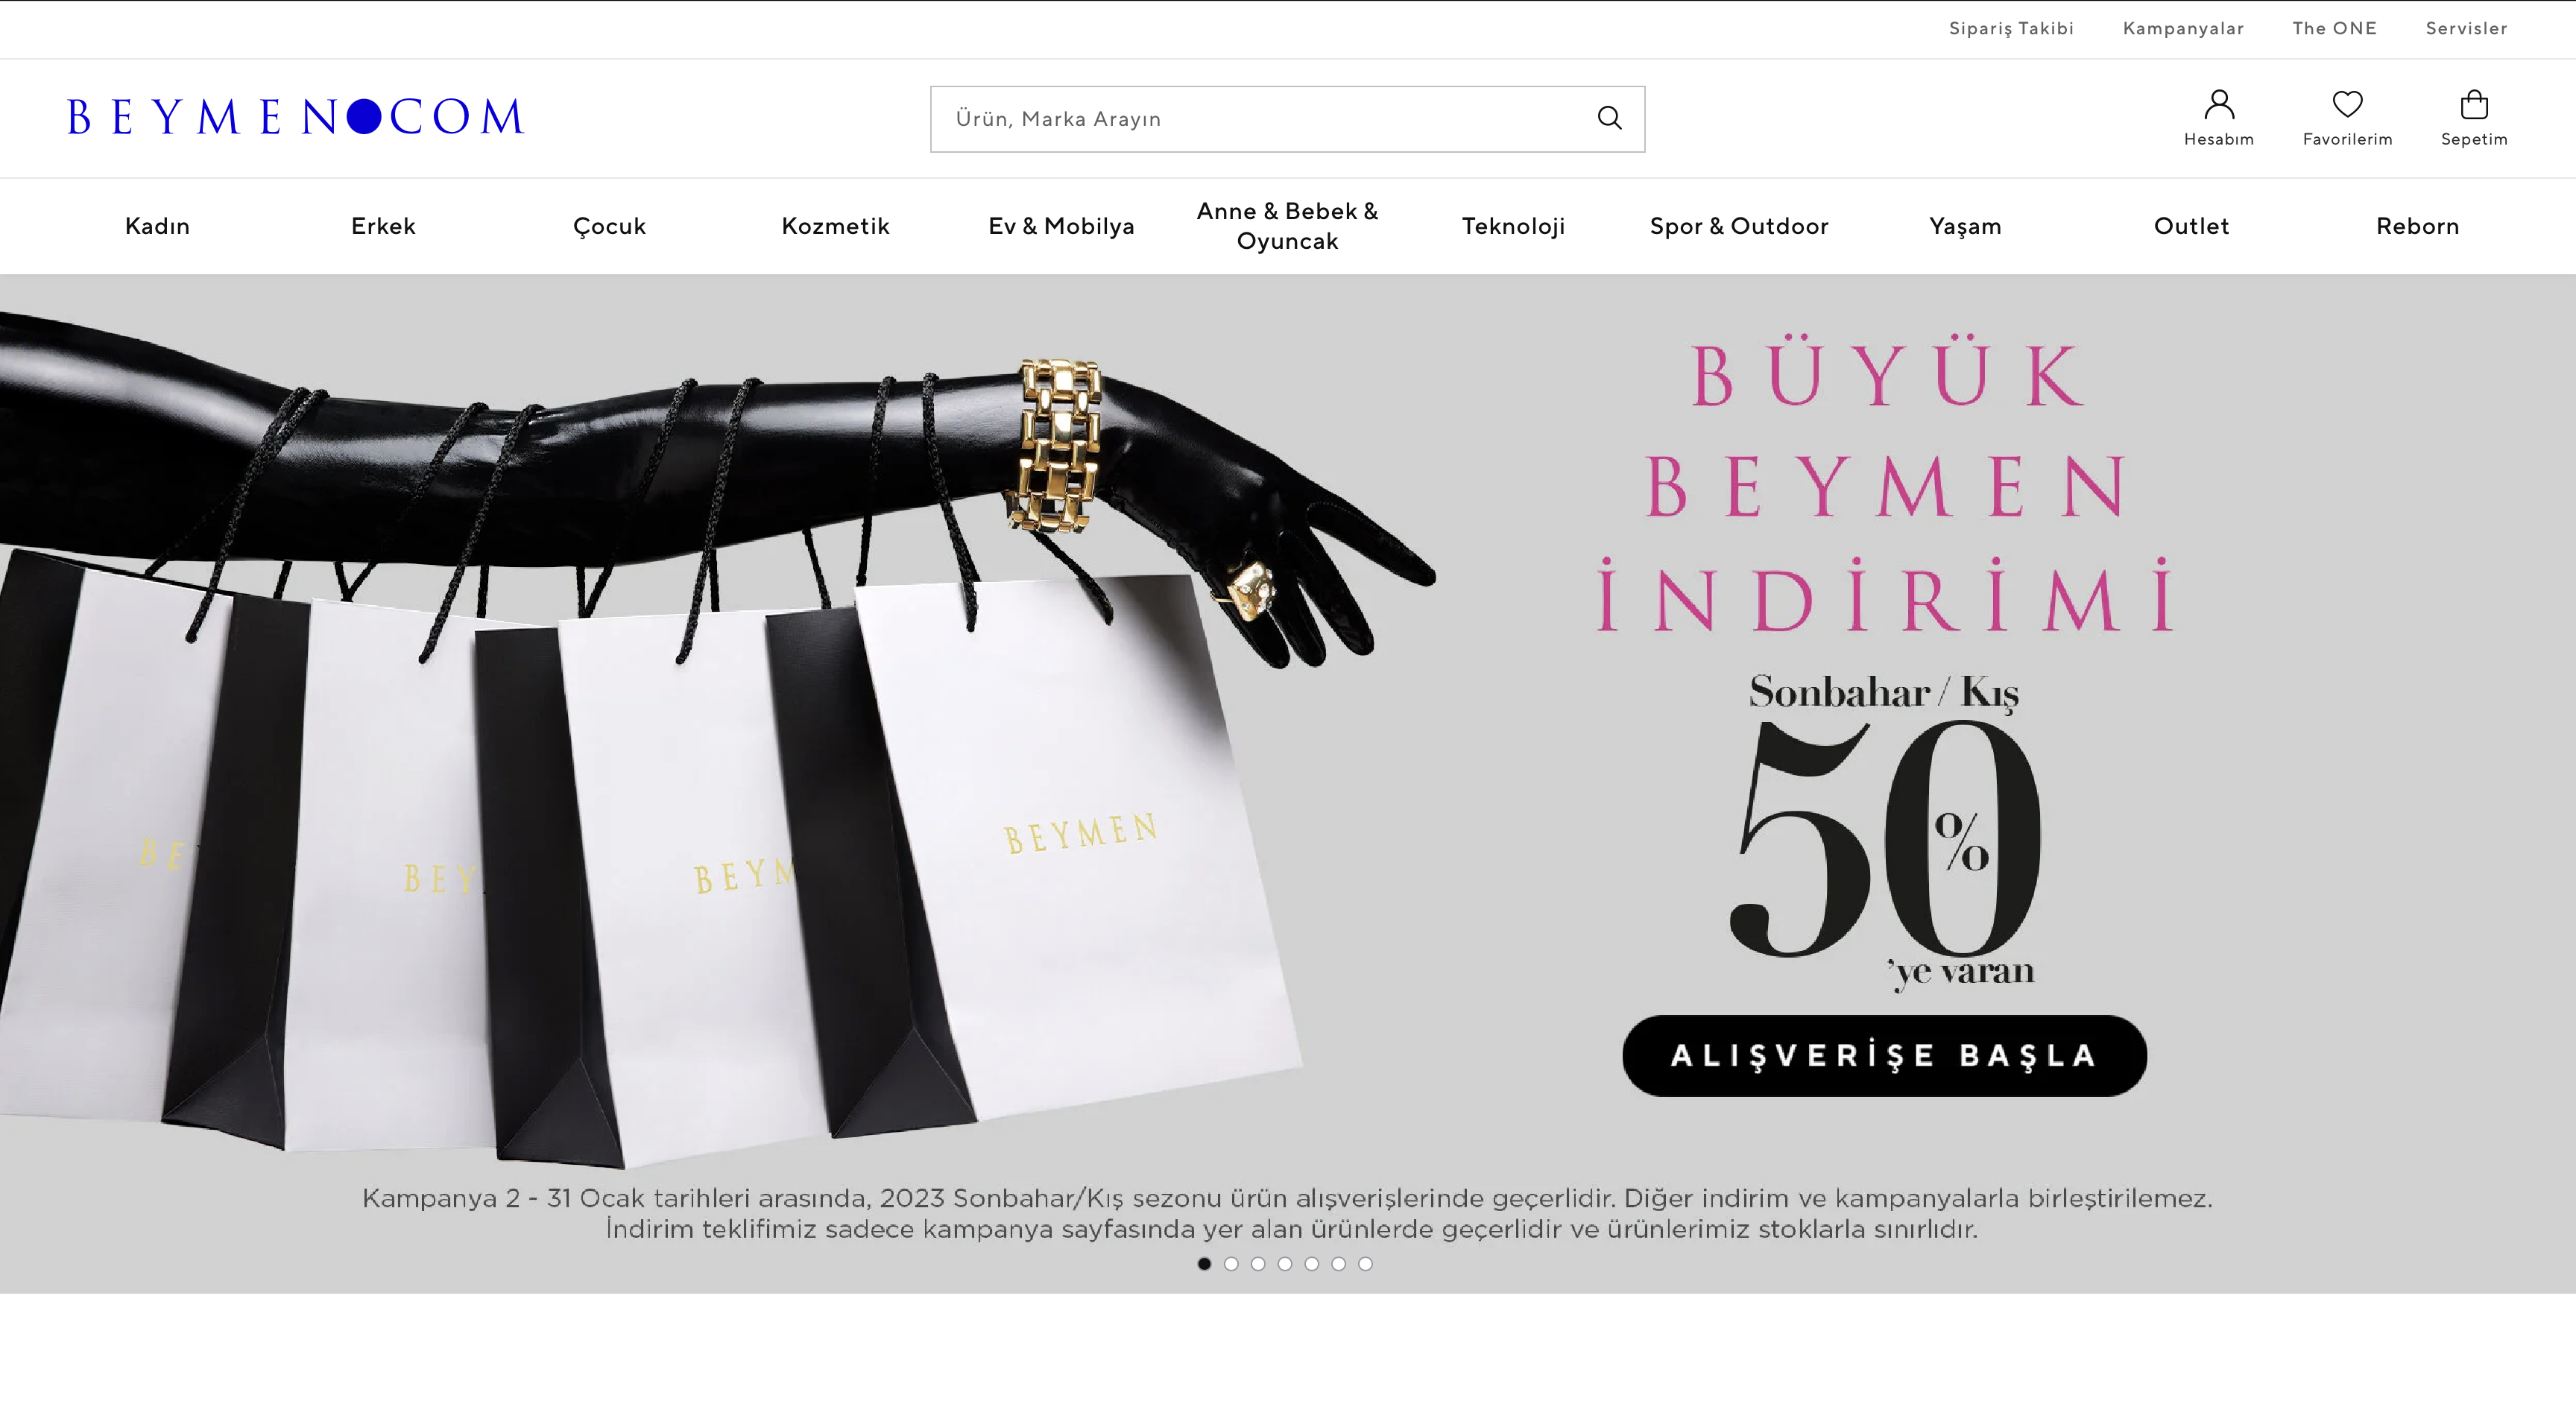 Sipariş Takibi Kampanyalar The ONE Servisler
BEYMEN●COM
Ürün, Marka Arayın
Hesabım Favorilerim Sepetim
Kadın Erkek Çocuk Kozmetik Ev & Mobilya Anne & Bebek & Oyuncak Teknoloji Spor & Outdoor Yaşam Outlet Reborn
BÜYÜK
BEYMEN
İNDİRİMİ
Sonbahar / Kış
50%
'ye varan
ALIŞVERİŞE BAŞLA
BE
BEY
BEYM
BEYMEN
Kampanya 2 - 31 Ocak tarihleri arasında, 2023 Sonbahar/Kış sezonu ürün alışverişlerinde geçerlidir. Diğer indirim ve kampanyalarla birleştirilemez.
İndirim teklifimiz sadece kampanya sayfasında yer alan ürünlerde geçerlidir ve ürünlerimiz stoklarla sınırlıdır.